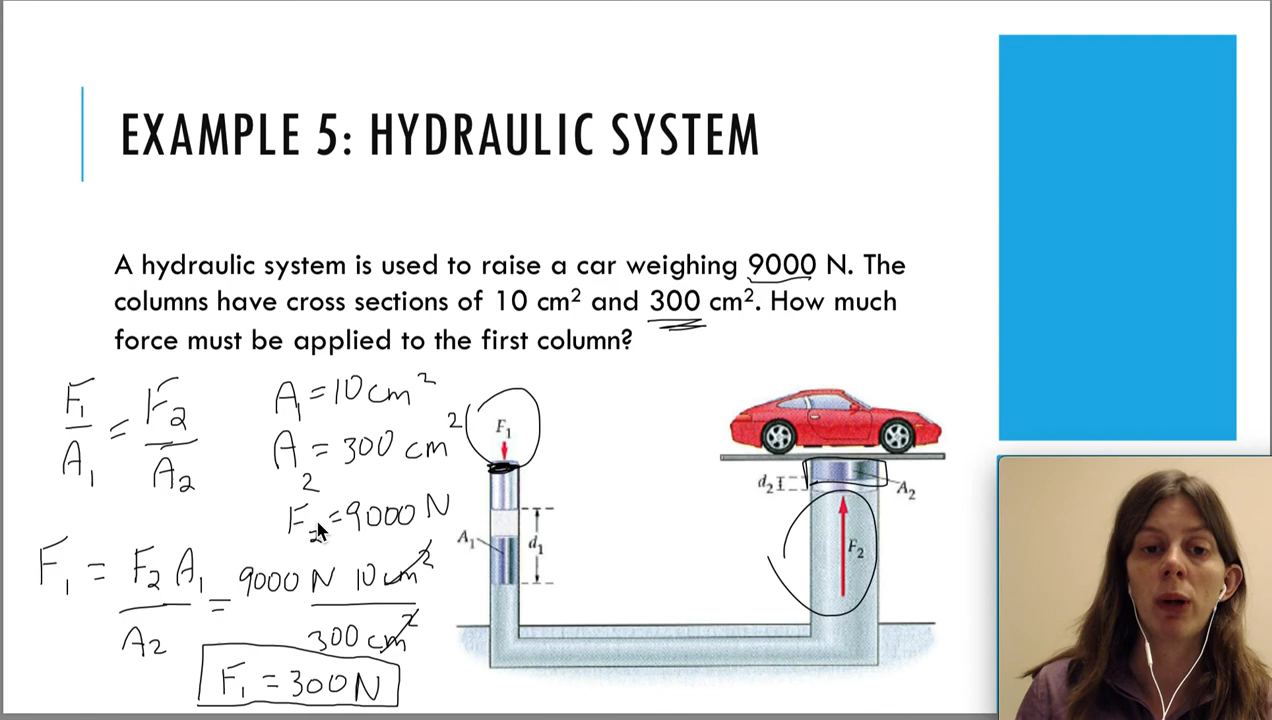 EXAMPLE 5: HYDRAULIC SYSTEM
A hydraulic system is used to raise a car weighing 9000 N. The
columns have cross sections of 10 cm² and 300 cm². How much
force must be applied to the first column?
F₁/A₁ = F₂/A₂
A₁ = 10 cm²
A₂ = 300 cm²
F₂ = 9000 N
F₁ = F₂ A₁ / A₂ = 9000 N 10 cm² / 300 cm²
F₁ = 300 N
F₁
A₁
d₁
d₂
A₂
F₂